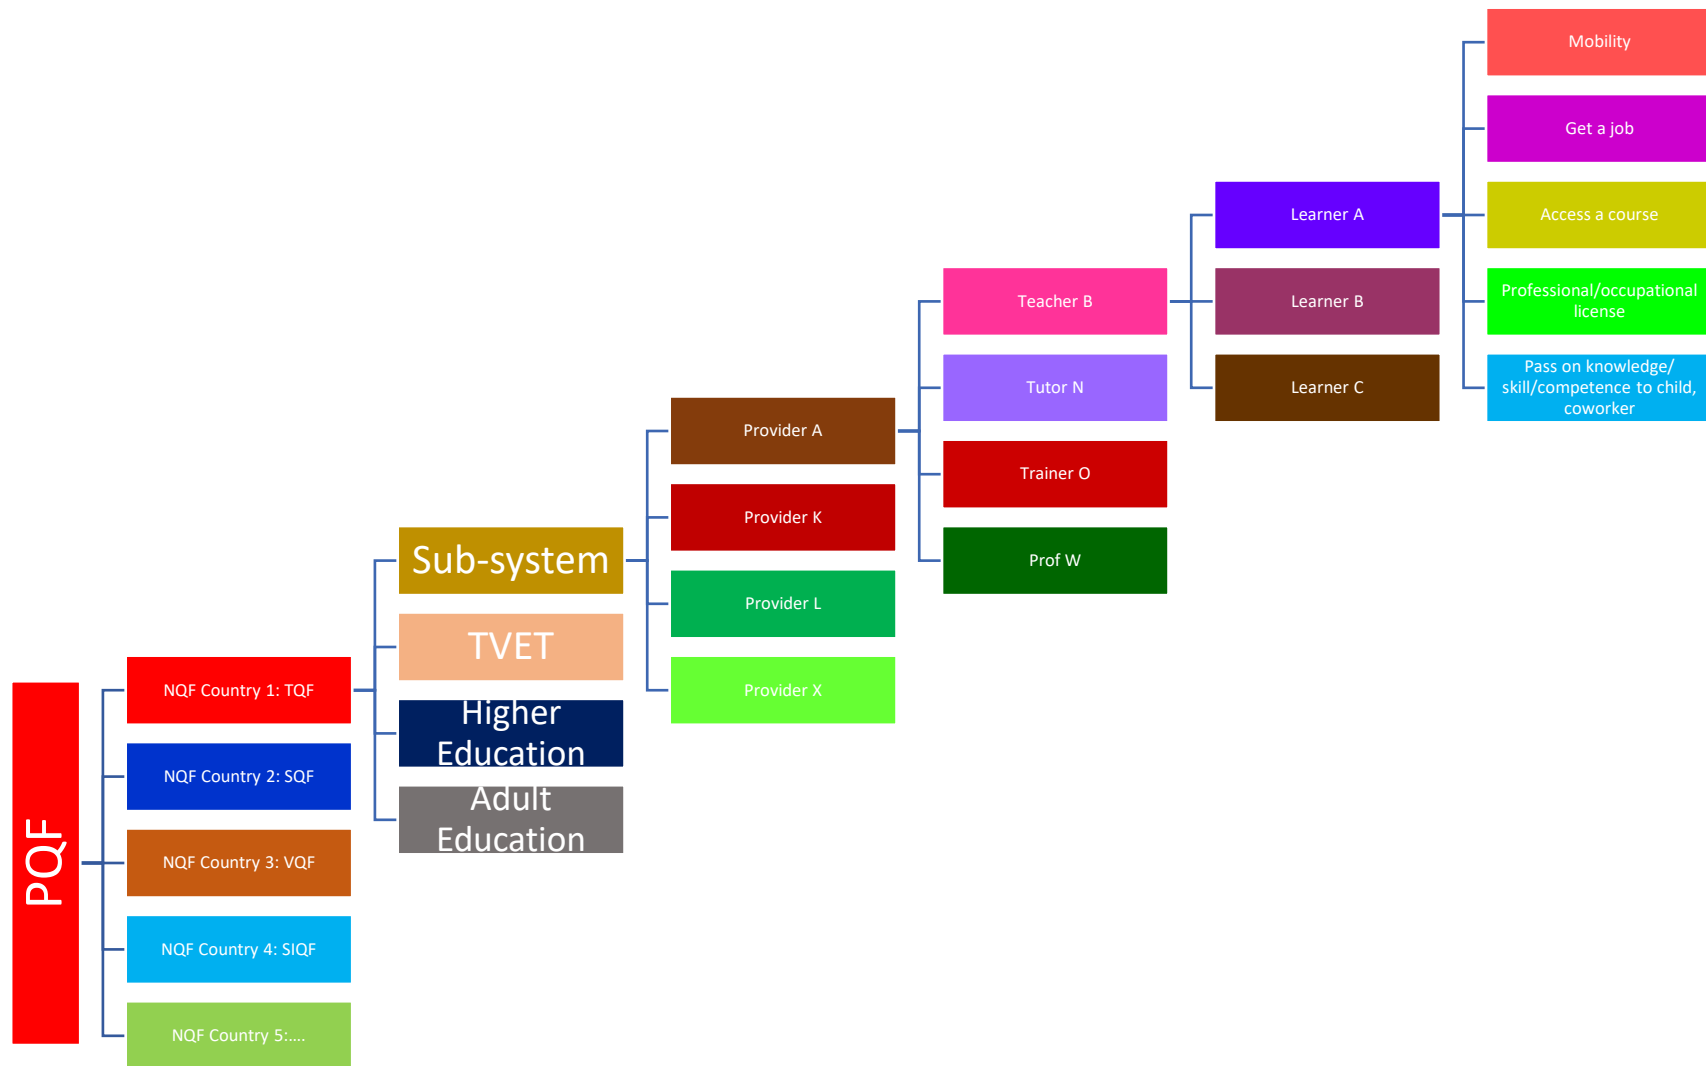 PQF
NQF Country 1: TQF
NQF Country 2: SQF
NQF Country 3: VQF
NQF Country 4: SIQF
NQF Country 5:....
Sub-system
TVET
Higher
Education
Adult
Education
Provider A
Provider K
Provider L
Provider X
Teacher B
Tutor N
Trainer O
Prof W
Learner A
Learner B
Learner C
Mobility
Get a job
Access a course
Professional/occupational
license
Pass on knowledge/
skill/competence to child,
coworker